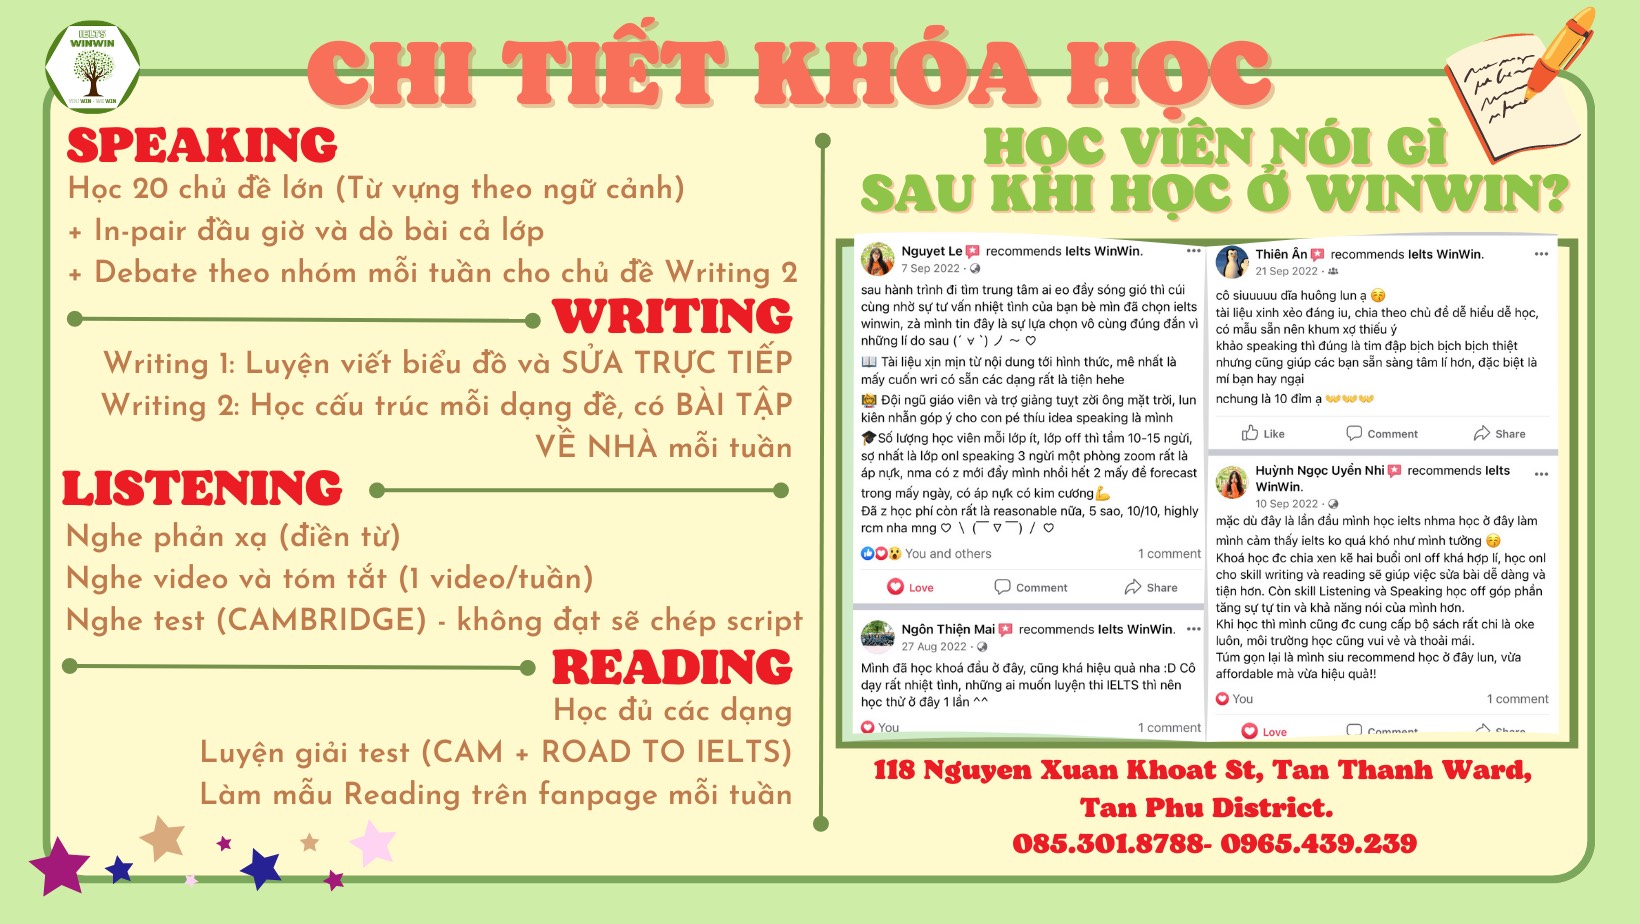 IELTS
WINWIN
YOU WIN - WE WIN
CHI TIẾT KHÓA HỌC
SPEAKING
Học 20 chủ đề lớn (Từ vựng theo ngữ cảnh)
+ In-pair đầu giờ và dò bài cả lớp
+ Debate theo nhóm mỗi tuần cho chủ đề Writing 2
WRITING
Writing 1: Luyện viết biểu đồ và SỬA TRỰC TIẾP
Writing 2: Học cấu trúc mỗi dạng đề, có BÀI TẬP
VỀ NHÀ mỗi tuần
LISTENING
Nghe phản xạ (điền từ)
Nghe video và tóm tắt (1 video/tuần)
Nghe test (CAMBRIDGE) - không đạt sẽ chép script
READING
Học đủ các dạng
Luyện giải test (CAM + ROAD TO IELTS)
Làm mẫu Reading trên fanpage mỗi tuần
HỌC VIÊN NÓI GÌ
SAU KHI HỌC Ở WINWIN?
Nguyet Le recommends Ielts WinWin.
7 Sep 2022
sau hành trình đi tìm trung tâm ai eo đầy sóng gió thì cúi
cùng nhờ sự tư vấn nhiệt tình của bạn bè mìn đã chọn ielts
winwin, zà mình tin đây là sự lựa chọn vô cùng đúng đắn vì
những lí do sau (´ ∀ `) ノ ~ ♡
📖 Tài liệu xịn mịn từ nội dung tới hình thức, mê nhất là
mấy cuốn wri có sẵn các dạng rất là tiện hehe
👩‍🏫 Đội ngũ giáo viên và trợ giảng tuyt zời ông mặt trời, lun
kiên nhẫn góp ý cho con pé thíu idea speaking là mình
🎓Số lượng học viên mỗi lớp ít, lớp off thì tầm 10-15 ngừi,
sợ nhất là lớp onl speaking 3 ngừi một phòng zoom rất là
áp nực, nma có z mới đẩy mình nhồi hết 2 mấy đề forecast
trong mấy ngày, có áp nực có kim cương💪
Đã z học phí còn rất là reasonable nữa, 5 sao, 10/10, highly
rcm nha mng ♡ \ (￣▽￣) / ♡
You and others 1 comment
Love Comment Share
Ngôn Thiện Mai recommends Ielts WinWin.
27 Aug 2022
Mình đã học khoá đầu ở đây, cũng khá hiệu quả nha :D Cô
dạy rất nhiệt tình, những ai muốn luyện thi IELTS thì nên
học thử ở đây 1 lần ^^
You 1 comment
Thiên Ân recommends Ielts WinWin.
21 Sep 2022
cô siuuuuu dĩa huông lun ạ 😚
tài liệu xinh xẻo đáng iu, chia theo chủ đề dễ hiểu dễ học,
có mẫu sẵn nên khum xợ thiếu ý
khảo speaking thì đúng là tim đập bịch bịch bịch thiệt
nhưng cũng giúp các bạn sẵn sàng tâm lí hơn, đặc biệt là
mí bạn hay ngại
nchung là 10 đỉm ạ 🫶🫶🫶
Like Comment Share
Huỳnh Ngọc Uyển Nhi recommends Ielts
WinWin.
10 Sep 2022
mặc dù đây là lần đầu mình học ielts nhma học ở đây làm
mình cảm thấy ielts ko quá khó như mình tưởng 😚
Khoá học đc chia xen kẽ hai buổi onl off khá hợp lí, học onl
cho skill writing và reading sẽ giúp việc sửa bài dễ dàng và
tiện hơn. Còn skill Listening và Speaking học off góp phần
tăng sự tự tin và khả năng nói của mình hơn.
Khi học thì mình cũng đc cung cấp bộ sách rất chi là oke
luôn, môi trường học cũng vui vẻ và thoải mái.
Túm gọn lại là mình siu recommend học ở đây lun, vừa
affordable mà vừa hiệu quả!!
You 1 comment
Love Comment Share
118 Nguyen Xuan Khoat St, Tan Thanh Ward,
Tan Phu District.
085.301.8788- 0965.439.239